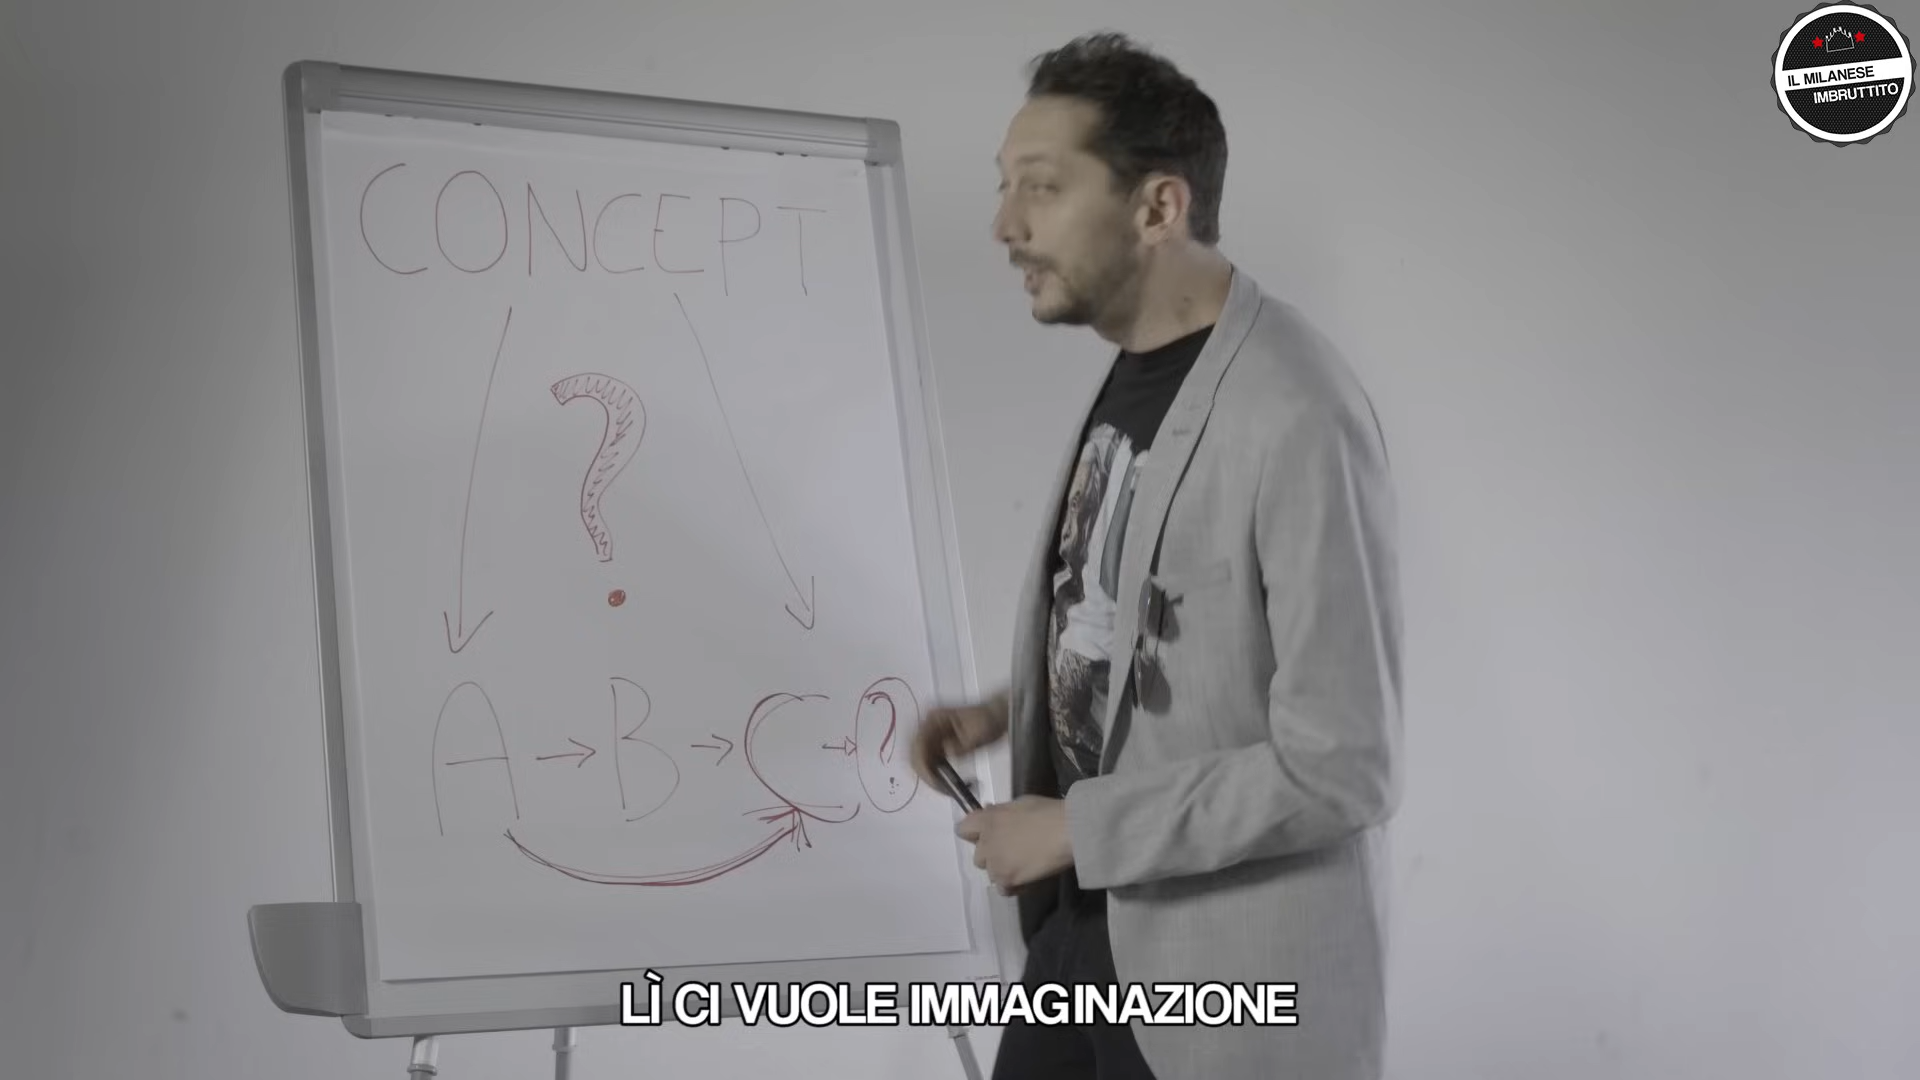 IL MILANESE
IMBRUTTITO
CONCEPT
?
A → B → C → ?
LÌ CI VUOLE IMMAGINAZIONE